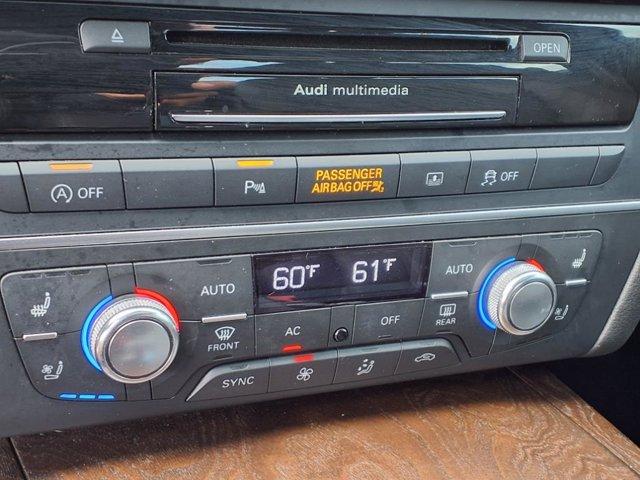 OPEN
Audi multimedia
A OFF
P
PASSENGER
AIRBAG OFF
OFF
60°F 61°F
AUTO
AUTO
FRONT
AC
OFF
REAR
SYNC